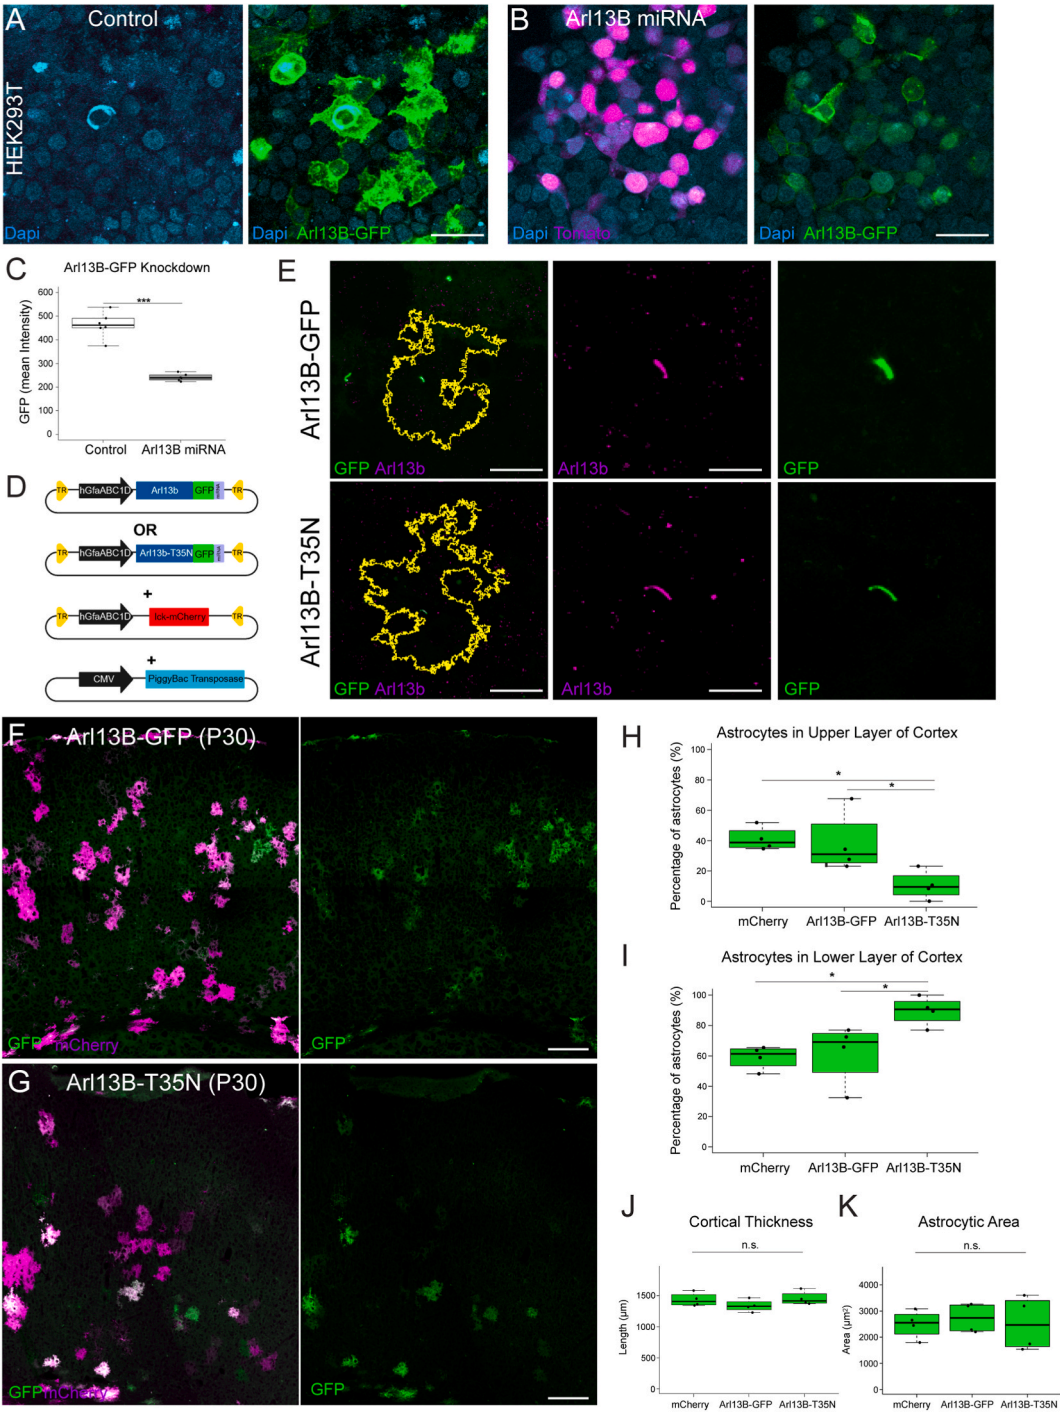 A
Control
HEK293T
Dapi
Dapi Arl13B-GFP
B
Arl13B miRNA
Dapi Tomato
Dapi Arl13B-GFP
C
Arl13B-GFP Knockdown
GFP (mean Intensity)
600
500
400
300
200
100
0
***
Control
Arl13B miRNA
D
TR
hGfaABC1D
Arl13b
GFP
TR
OR
TR
hGfaABC1D
Arl13b-T35N
GFP
TR
+
TR
hGfaABC1D
lck-mCherry
TR
+
CMV
PiggyBac Transposase
E
Arl13B-GFP
GFP Arl13b
Arl13b
GFP
Arl13B-T35N
GFP Arl13b
Arl13b
GFP
F
Arl13B-GFP (P30)
GFP mCherry
GFP
G
Arl13B-T35N (P30)
GFP mCherry
GFP
H
Astrocytes in Upper Layer of Cortex
Percentage of astrocytes (%)
100
80
60
40
20
0
*
*
mCherry
Arl13B-GFP
Arl13B-T35N
I
Astrocytes in Lower Layer of Cortex
Percentage of astrocytes (%)
100
80
60
40
20
0
*
*
mCherry
Arl13B-GFP
Arl13B-T35N
J
Cortical Thickness
n.s.
Length (µm)
1500
1000
500
0
mCherry
Arl13B-GFP
Arl13B-T35N
K
Astrocytic Area
n.s.
Area (µm²)
4000
3000
2000
1000
0
mCherry
Arl13B-GFP
Arl13B-T35N